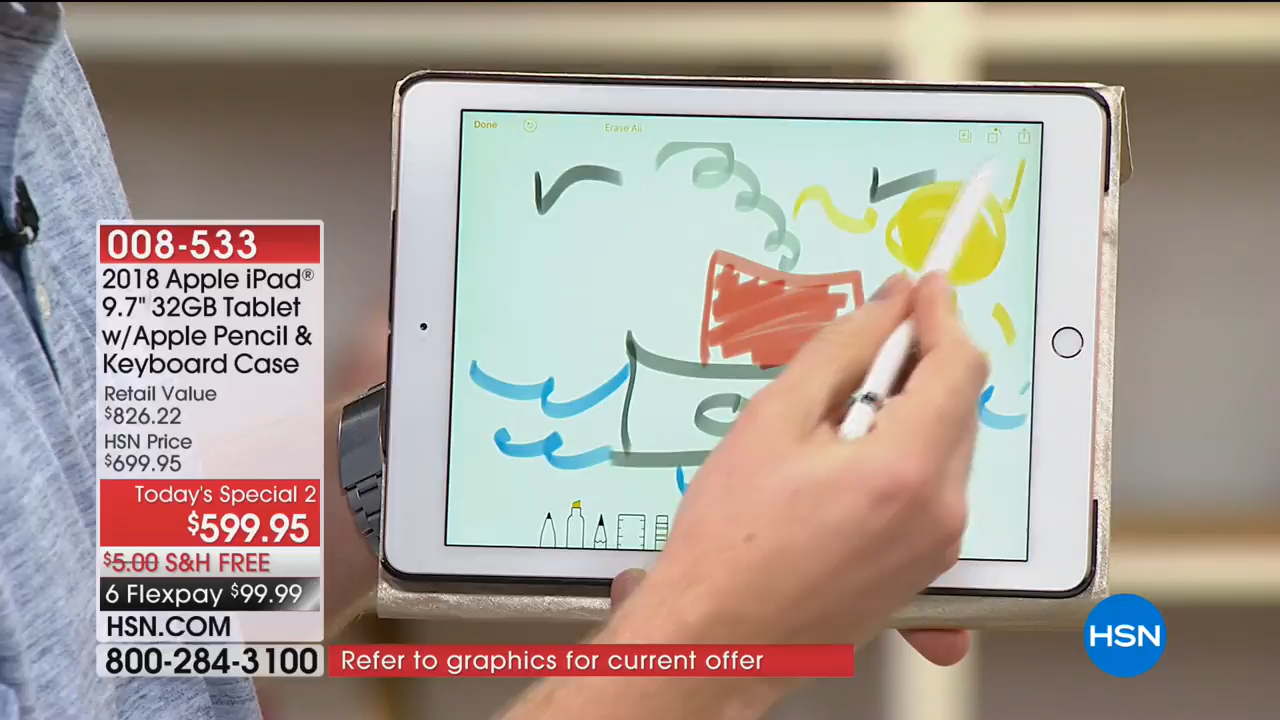 Done
Erase All
008-533
2018 Apple iPad®
9.7" 32GB Tablet
w/Apple Pencil &
Keyboard Case
Retail Value
$826.22
HSN Price
$699.95
Today's Special 2
$599.95
$5.00 S&H FREE
6 Flexpay $99.99
HSN.COM
800-284-3100
Refer to graphics for current offer
HSN